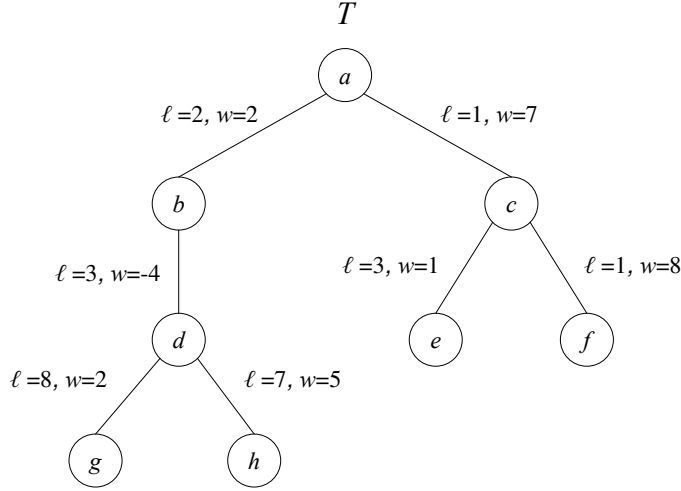 T
a
ℓ =2, w=2
ℓ =1, w=7
b
c
ℓ =3, w=-4
ℓ =3, w=1
ℓ =1, w=8
d
e
f
ℓ =8, w=2
ℓ =7, w=5
g
h